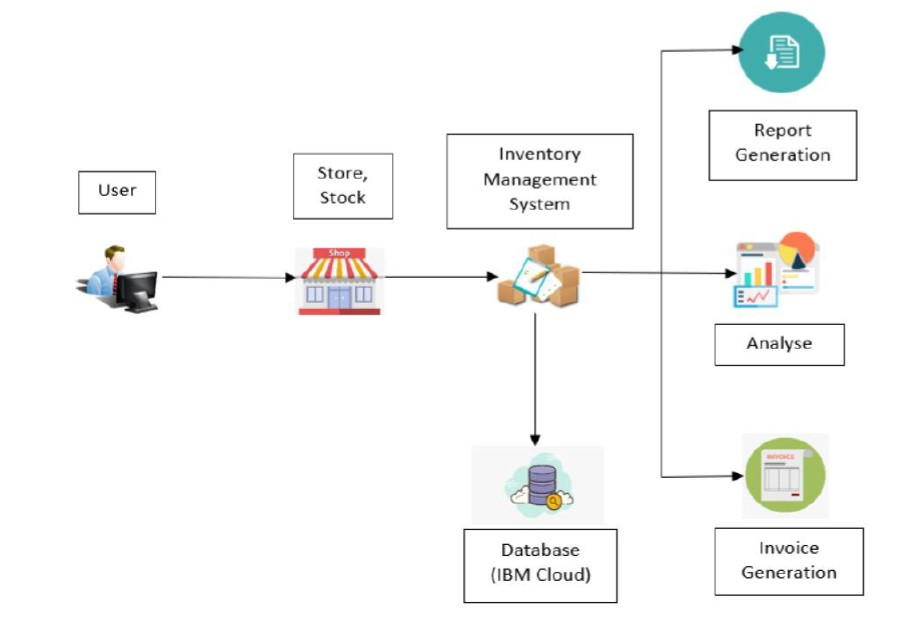 User
Store,
Stock
Shop
Inventory
Management
System
Report
Generation
Analyse
Database
(IBM Cloud)
INVOICE
Invoice
Generation